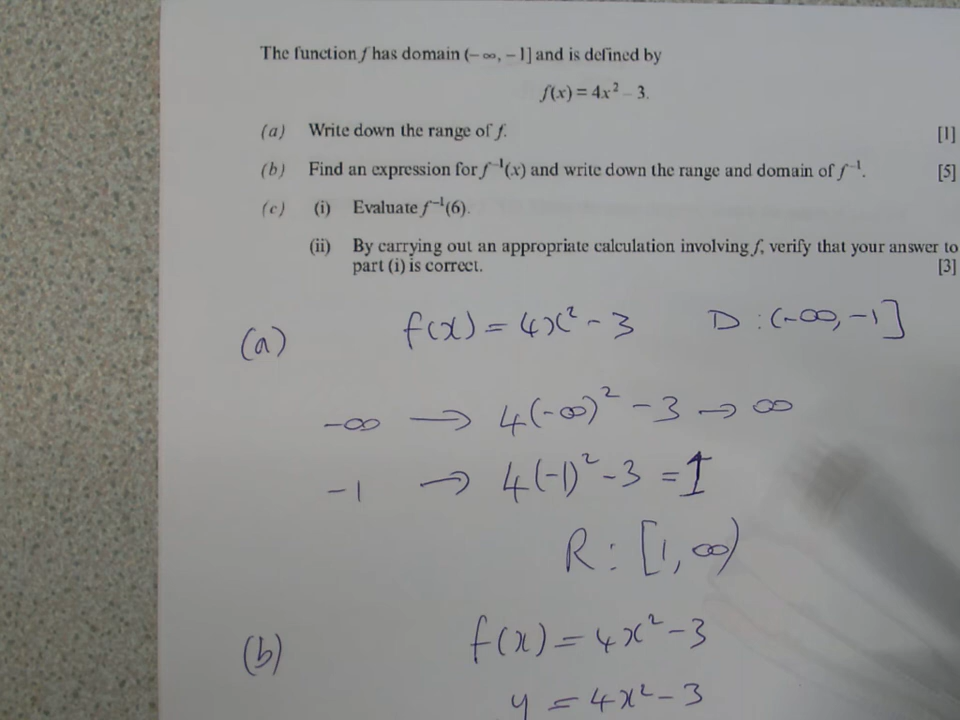 The function f has domain (– ∞, – 1] and is defined by
f(x) = 4x² – 3.
(a) Write down the range of f. [1]
(b) Find an expression for f⁻¹(x) and write down the range and domain of f⁻¹. [5]
(c) (i) Evaluate f⁻¹(6).
(ii) By carrying out an appropriate calculation involving f, verify that your answer to
part (i) is correct. [3]
(a) f(x) = 4x² – 3 D : (-∞, -1]
-∞ → 4(-∞)² – 3 → ∞
-1 → 4(-1)² - 3 = 1
R : [1, ∞)
(b) f(x) = 4x² – 3
y = 4x² – 3